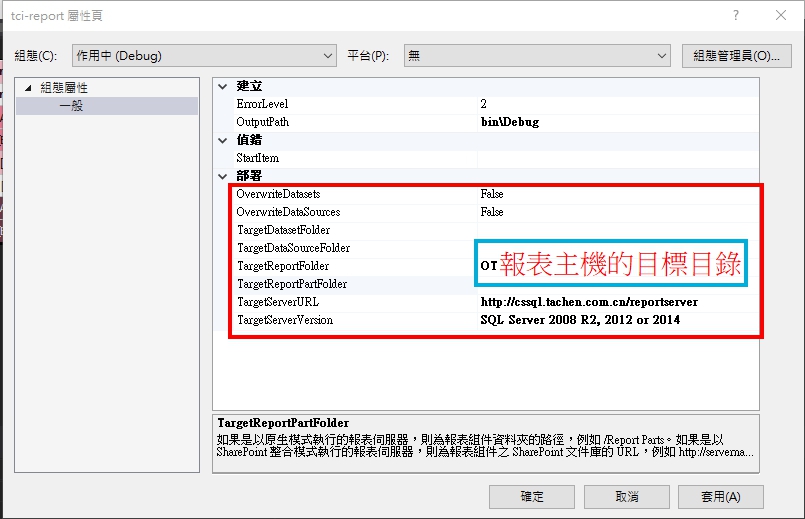 tci-report 屬性頁
組態(C): 作用中 (Debug) 平台(P): 無 組態管理員(O)...
組態屬性
一般
建立
ErrorLevel 2
OutputPath bin\Debug
偵錯
StartItem
部署
OverwriteDatasets False
OverwriteDataSources False
TargetDatasetFolder
TargetDataSourceFolder
TargetReportFolder OT 報表主機的目標目錄
TargetReportPartFolder
TargetServerURL http://cssql.tachen.com.cn/reportserver
TargetServerVersion SQL Server 2008 R2, 2012 or 2014
TargetReportPartFolder
如果是以原生模式執行的報表伺服器，則為報表組件資料夾的路徑，例如 /Report Parts。如果是以
SharePoint 整合模式執行的報表伺服器，則為報表組件之 SharePoint 文件庫的 URL，例如 http://serverna...
確定 取消 套用(A)